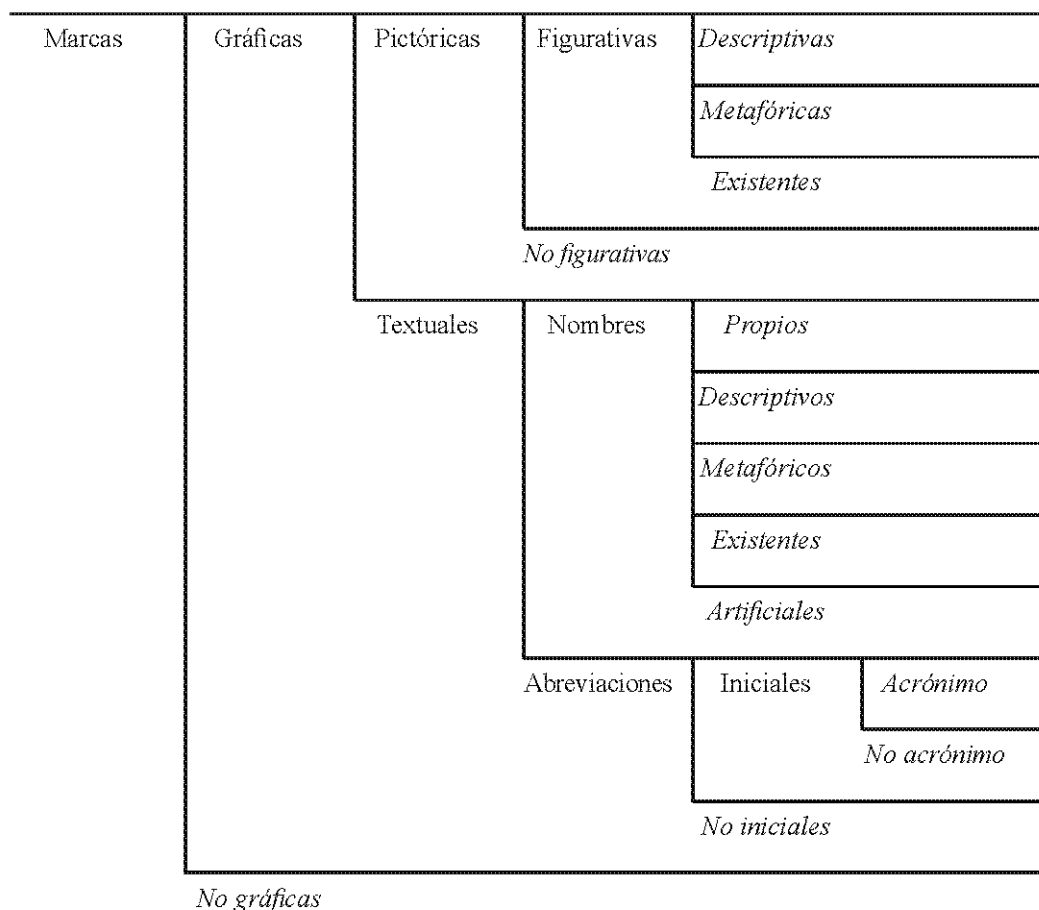 Marcas Gráficas Pictóricas Figurativas Descriptivas
Metafóricas
Existentes
No figurativas
Textuales Nombres Propios
Descriptivos
Metafóricos
Existentes
Artificiales
Abreviaciones Iniciales Acrónimo
No acrónimo
No iniciales
No gráficas